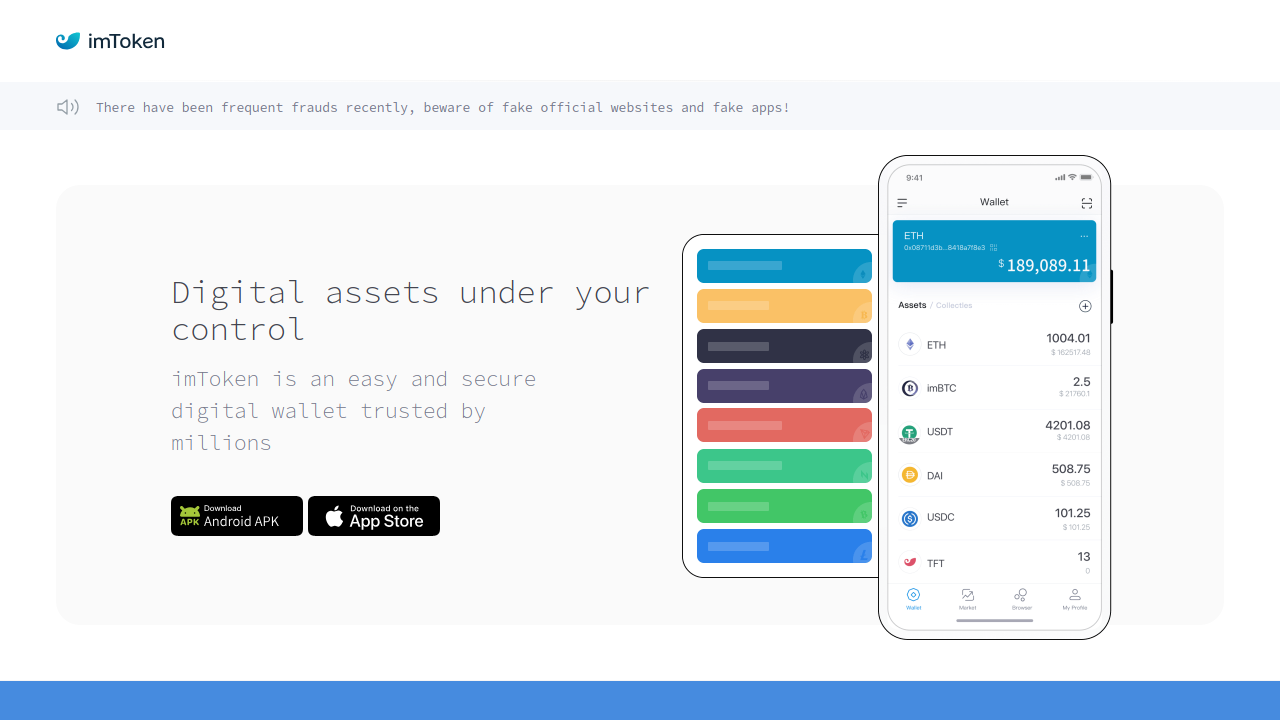 imToken
There have been frequent frauds recently, beware of fake official websites and fake apps!
Digital assets under your
control
imToken is an easy and secure
digital wallet trusted by
millions
Download
APK Android APK
Download on the
App Store
9:41
Wallet
ETH
0x08711d3b...8418a7f8e3
$ 189,089.11
Assets / Collecties
ETH
1004.01
$ 162517.48
imBTC
2.5
$ 21760.1
USDT
4201.08
$ 4201.08
DAI
508.75
$ 508.75
USDC
101.25
$ 101.25
TFT
13
0
Wallet
Market
Browser
My Profile